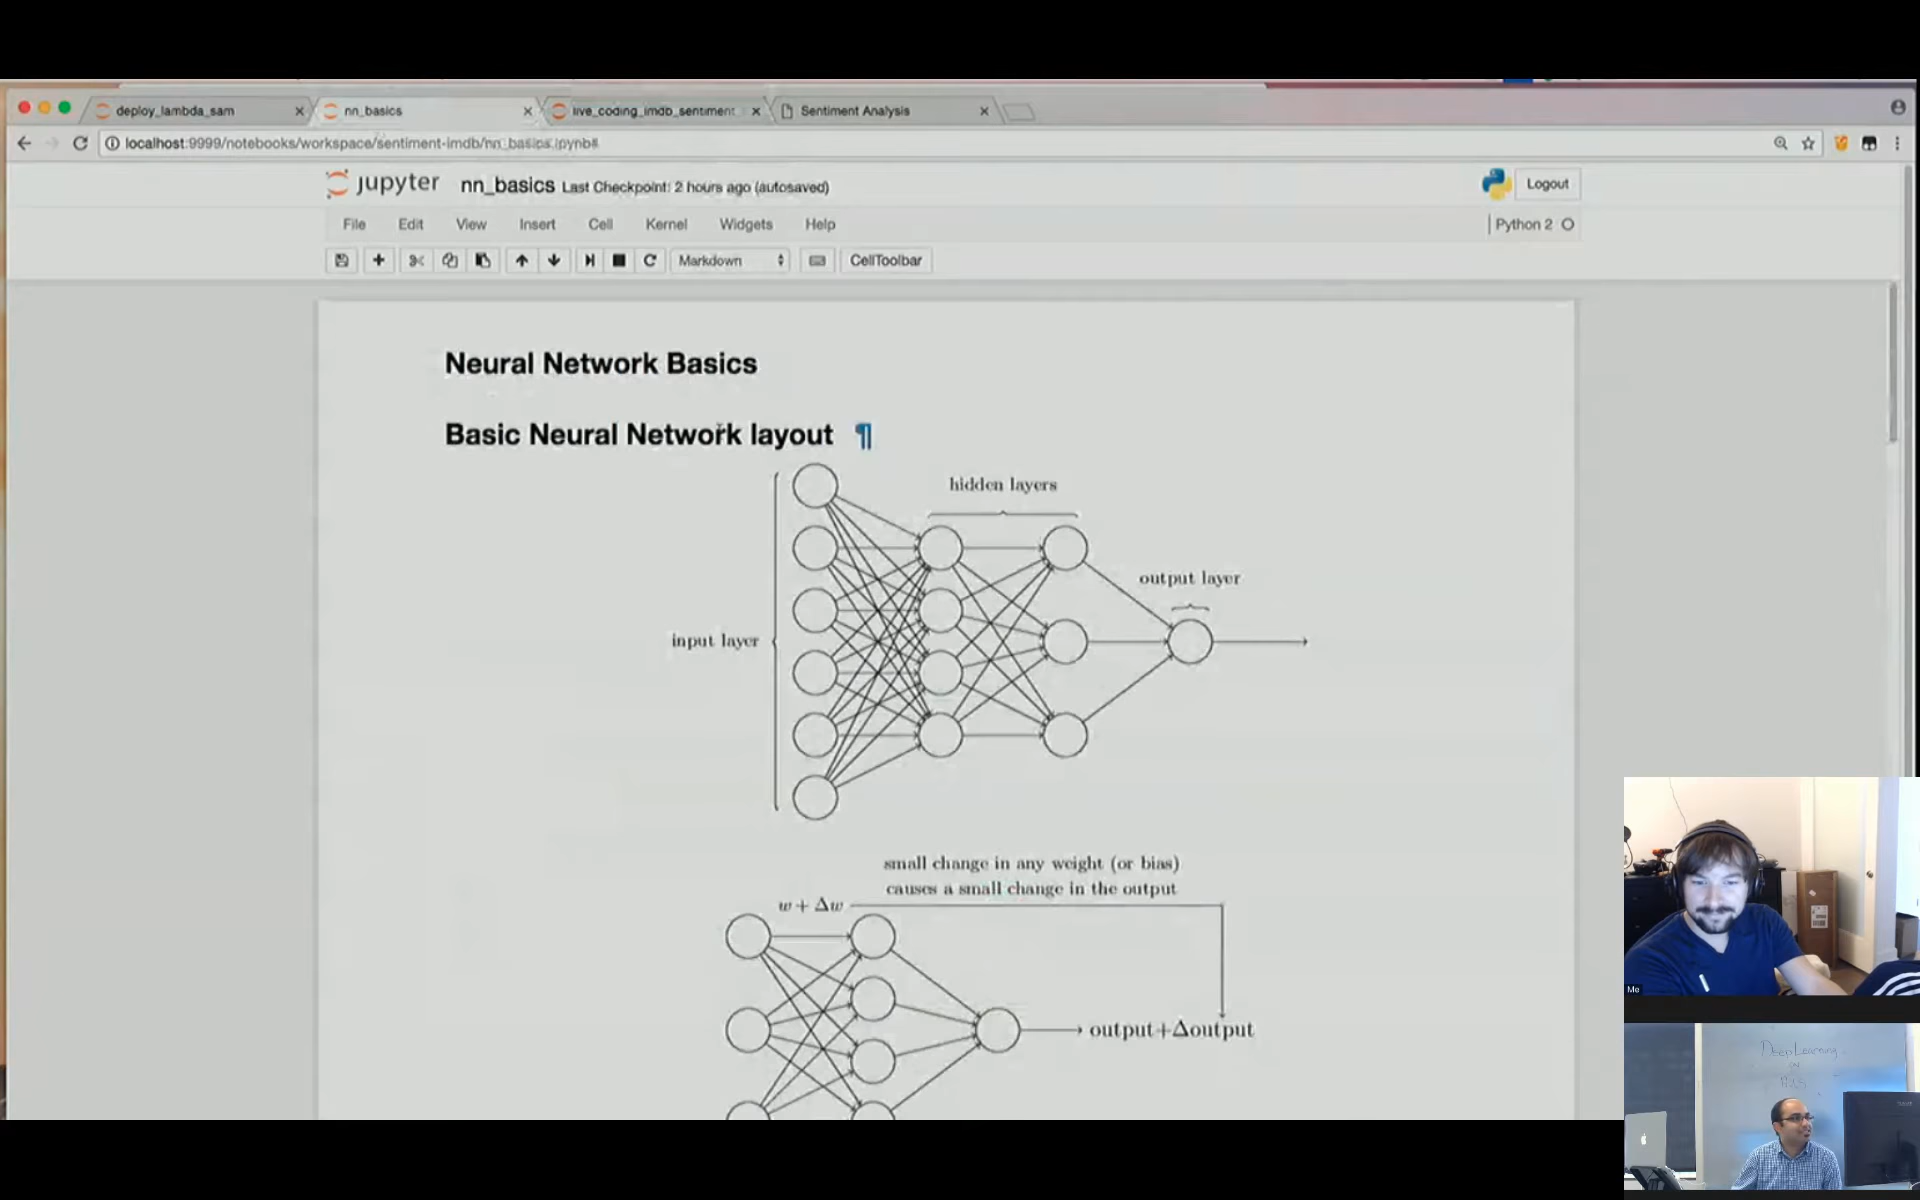 deploy_lambda_sam
nn_basics
live_coding_imdb_sentiment
Sentiment Analysis
localhost:9999/notebooks/workspace/sentiment-imdb/nn_basics.ipynb#
jupyter nn_basics Last Checkpoint: 2 hours ago (autosaved)
Logout
File Edit View Insert Cell Kernel Widgets Help
Python 2
Markdown
CellToolbar
Neural Network Basics
Basic Neural Network layout ¶
hidden layers
output layer
input layer
small change in any weight (or bias)
causes a small change in the output
w + Δw
output+Δoutput
Me
Deep Learning